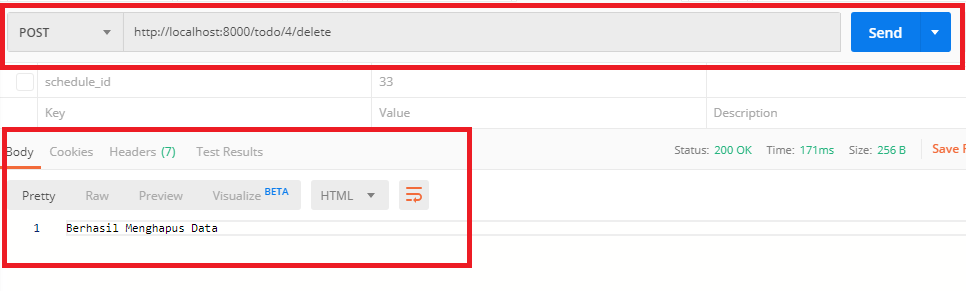 POST http://localhost:8000/todo/4/delete Send
schedule_id 33
Key Value Description
Body Cookies Headers (7) Test Results Status: 200 OK Time: 171ms Size: 256 B Save
Pretty Raw Preview Visualize BETA HTML
1 Berhasil Menghapus Data